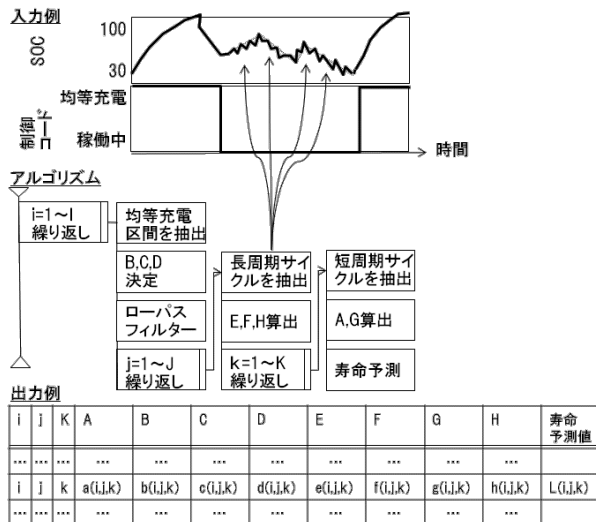 入力例
SOC
100
30
制御モード
均等充電
稼働中
時間
アルゴリズム
i=1~I
繰り返し
均等充電
区間を抽出
B,C,D
決定
ローパス
フィルター
j=1~J
繰り返し
長周期サイ
クルを抽出
E,F,H算出
k=1~K
繰り返し
短周期サイ
クルを抽出
A,G算出
寿命予測
出力例
i j K A B C D E F G H 寿命
予測値
… … … … … … … … … … …
i j k a(i,j,k) b(i,j,k) c(i,j,k) d(i,j,k) e(i,j,k) f(i,j,k) g(i,j,k) h(i,j,k) L(i,j,k)
… … … … … … … … … … …